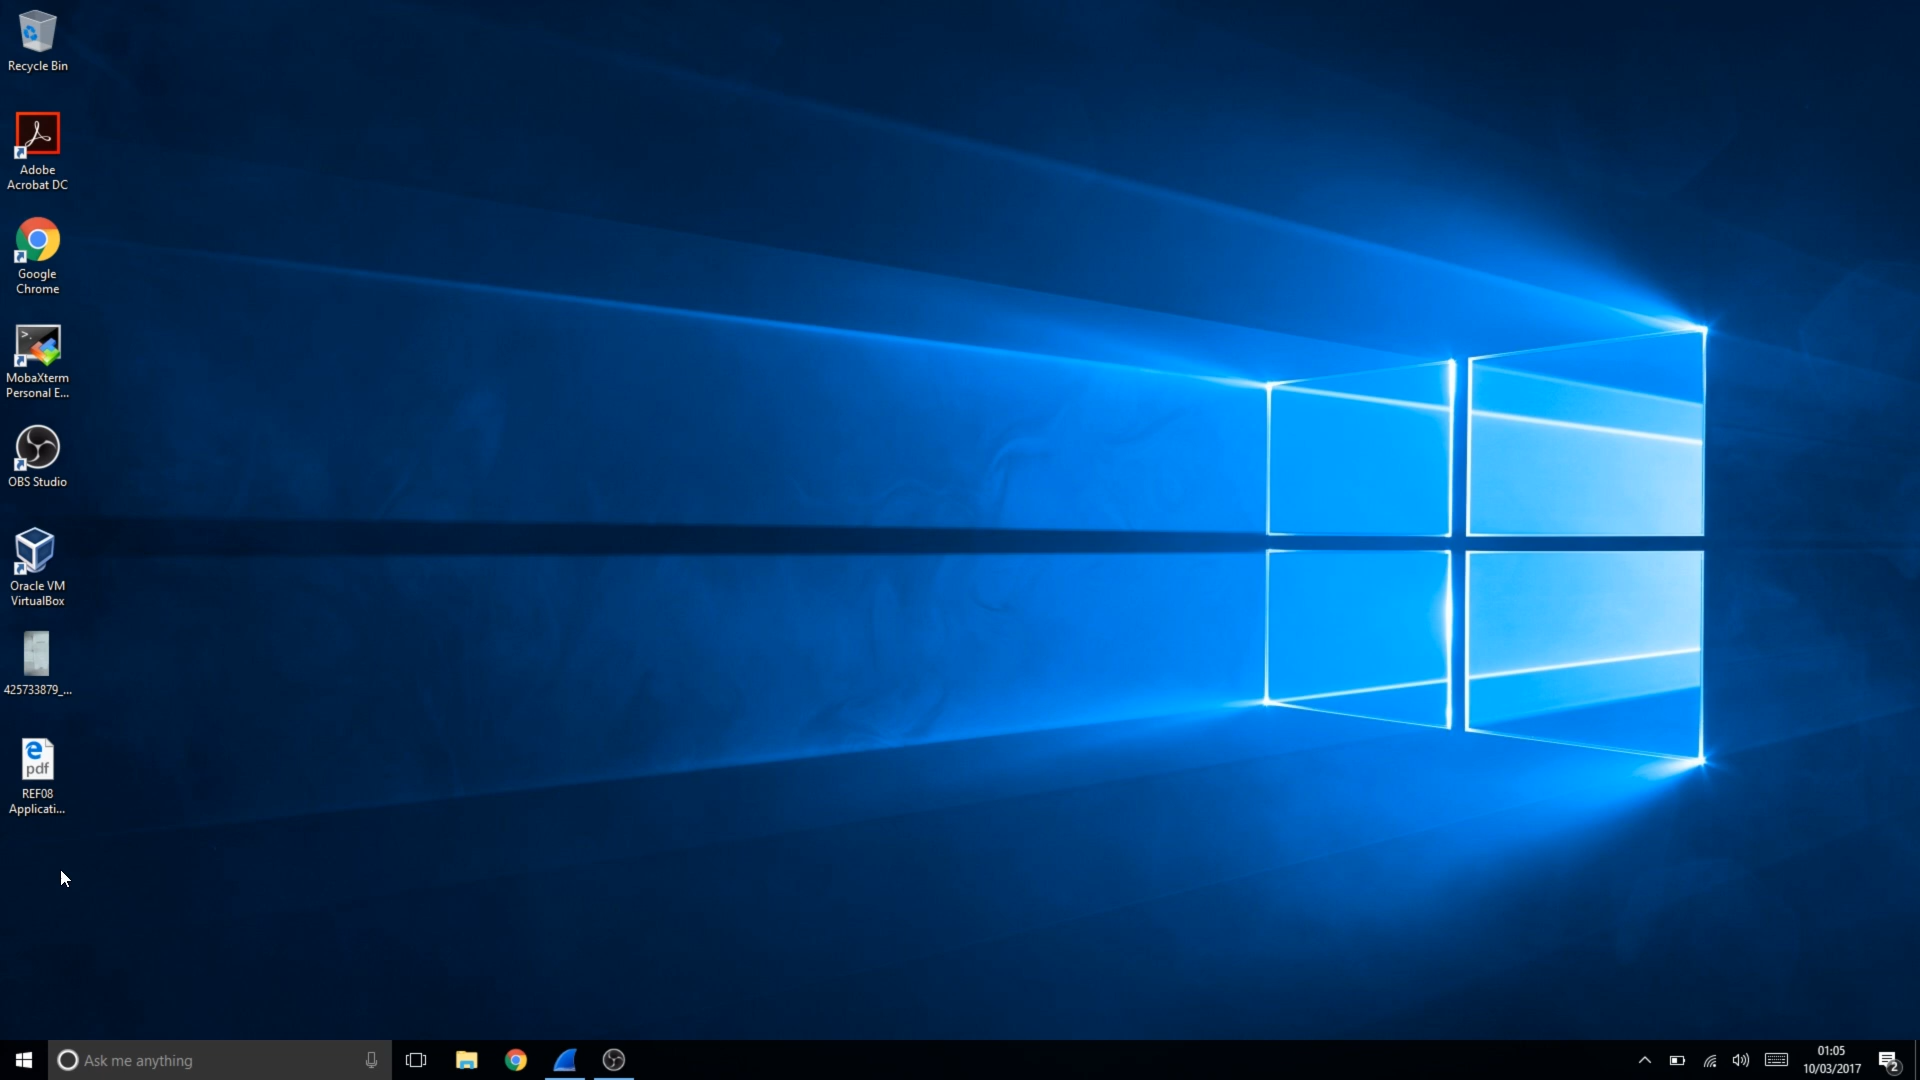 Recycle Bin
Adobe
Acrobat DC
Google
Chrome
>.
MobaXterm
Personal E...
OBS Studio
Oracle VM
VirtualBox
425733879_...
pdf
REF08
Applicati...
Ask me anything
01:05
10/03/2017
2